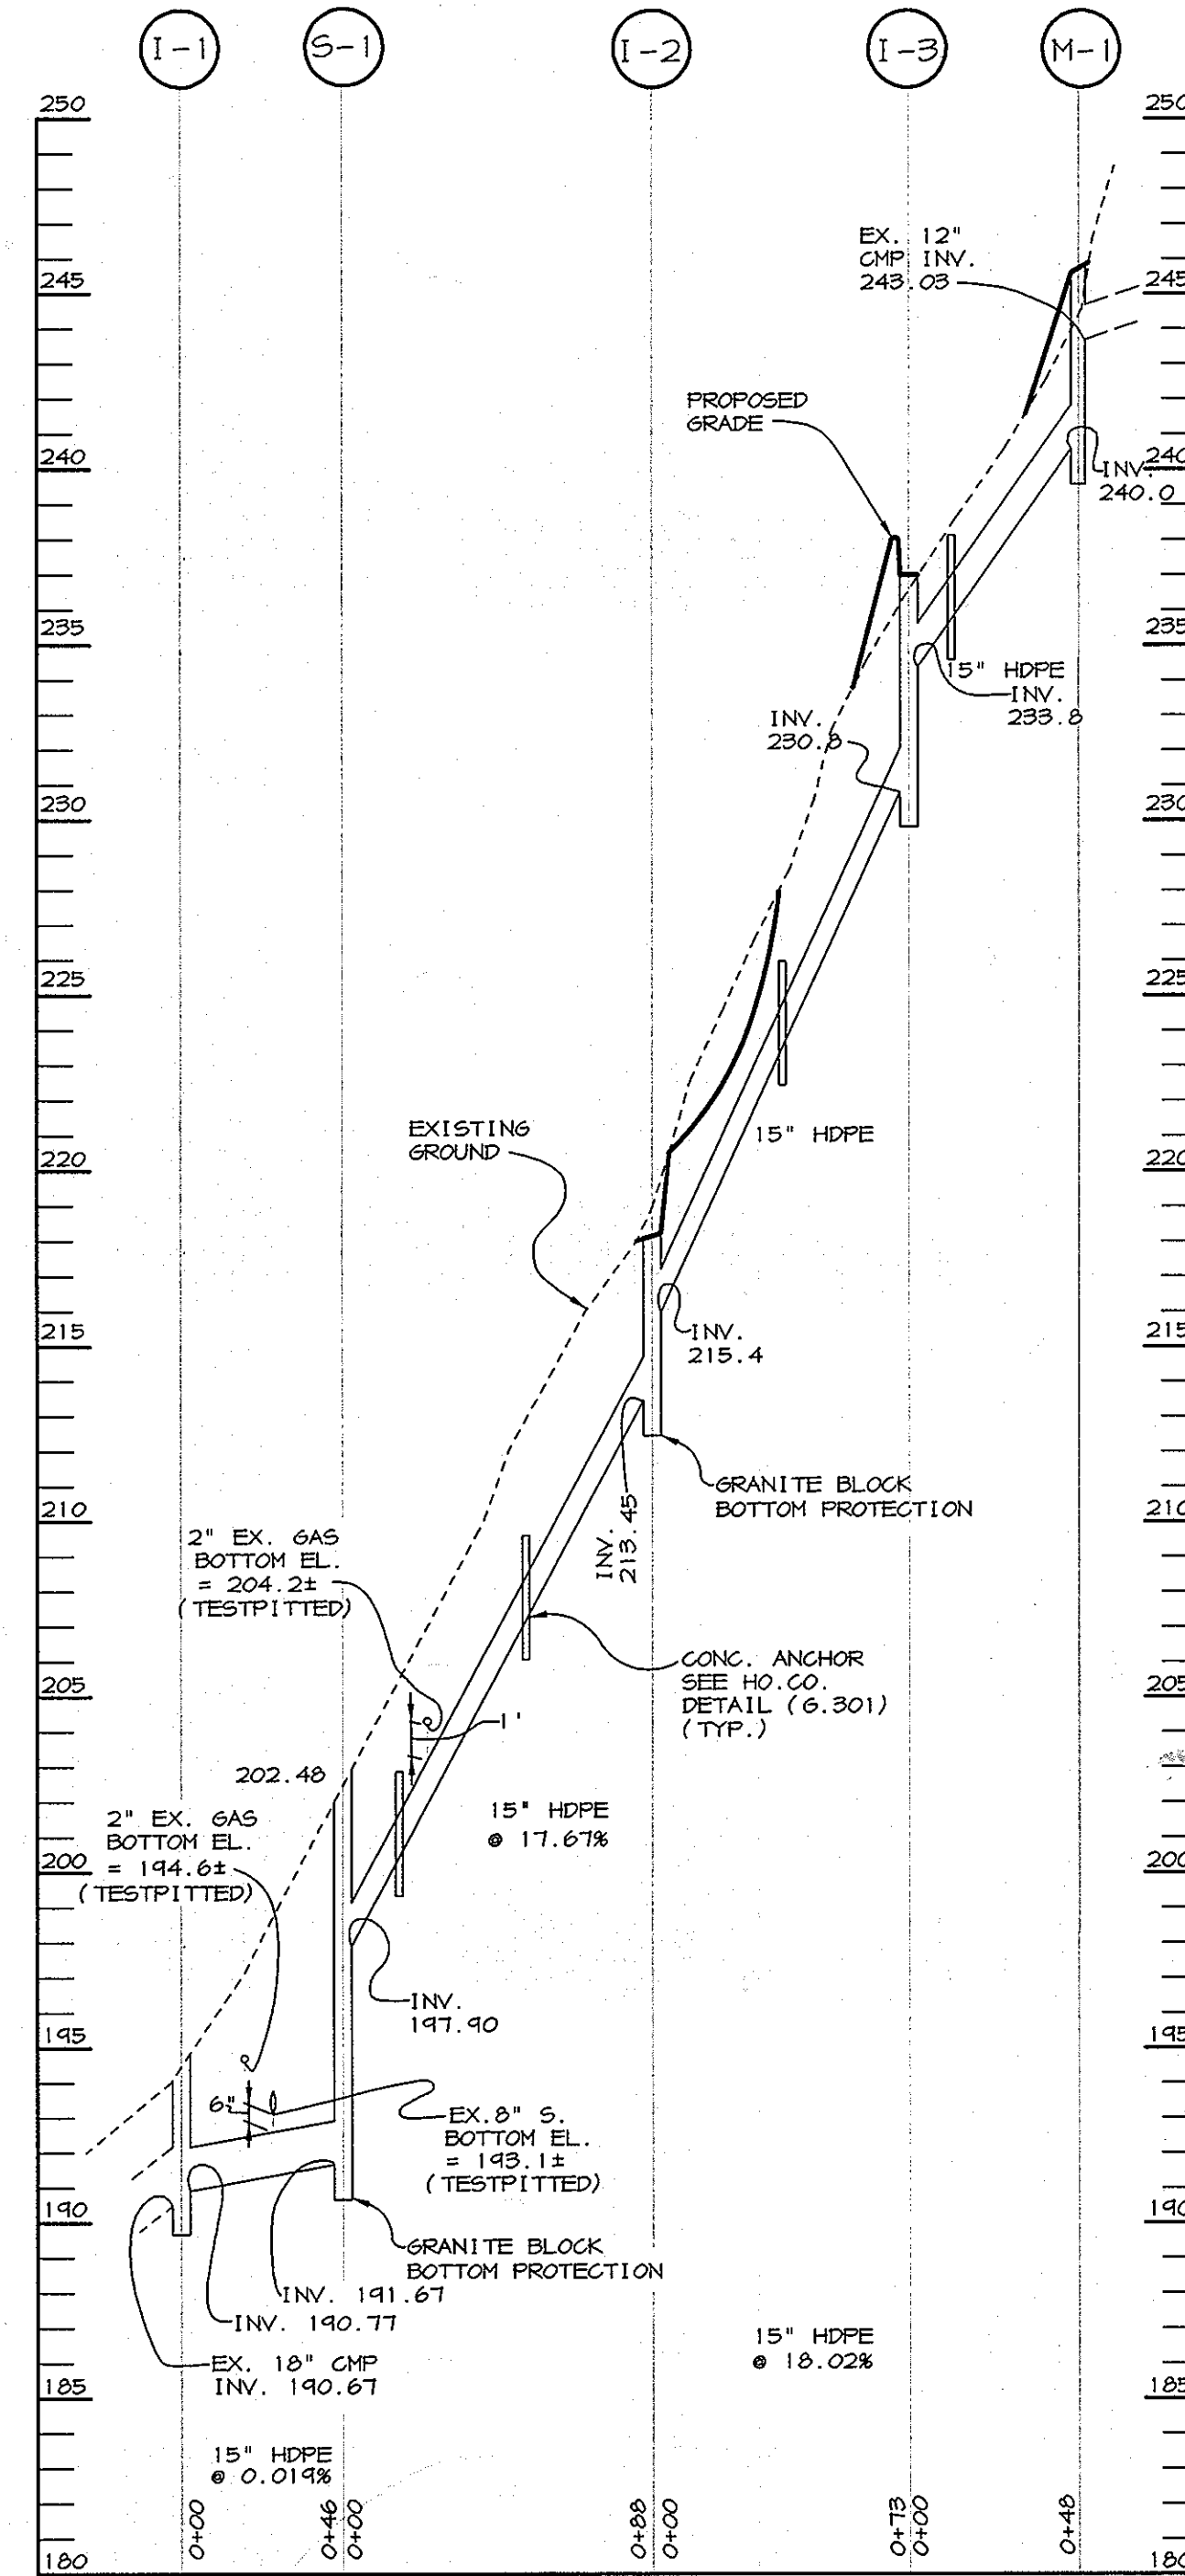 I-1
S-1
I-2
I-3
M-1
250
250
EX. 12"
CMP INV.
243.03
245
245
PROPOSED
GRADE
240
240
INV.
240.0
235
235
15" HDPE
INV.
233.8
INV.
230.8
230
230
225
225
EXISTING
GROUND
15" HDPE
220
220
215
215
INV.
215.4
GRANITE BLOCK
BOTTOM PROTECTION
INV.
213.45
210
210
2" EX. GAS
BOTTOM EL.
= 204.2±
(TESTPITTED)
CONC. ANCHOR
SEE HO.CO.
DETAIL (G.301)
(TYP.)
205
205
1'
202.48
15" HDPE
@ 17.67%
2" EX. GAS
BOTTOM EL.
= 194.6±
(TESTPITTED)
200
200
INV.
197.90
195
195
6"
EX.8" S.
BOTTOM EL.
= 193.1±
(TESTPITTED)
190
190
GRANITE BLOCK
BOTTOM PROTECTION
INV. 191.67
INV. 190.77
EX. 18" CMP
INV. 190.67
15" HDPE
@ 18.02%
185
185
15" HDPE
@ 0.019%
0+00
0+46
0+00
0+88
0+00
0+73
0+00
0+48
180
180